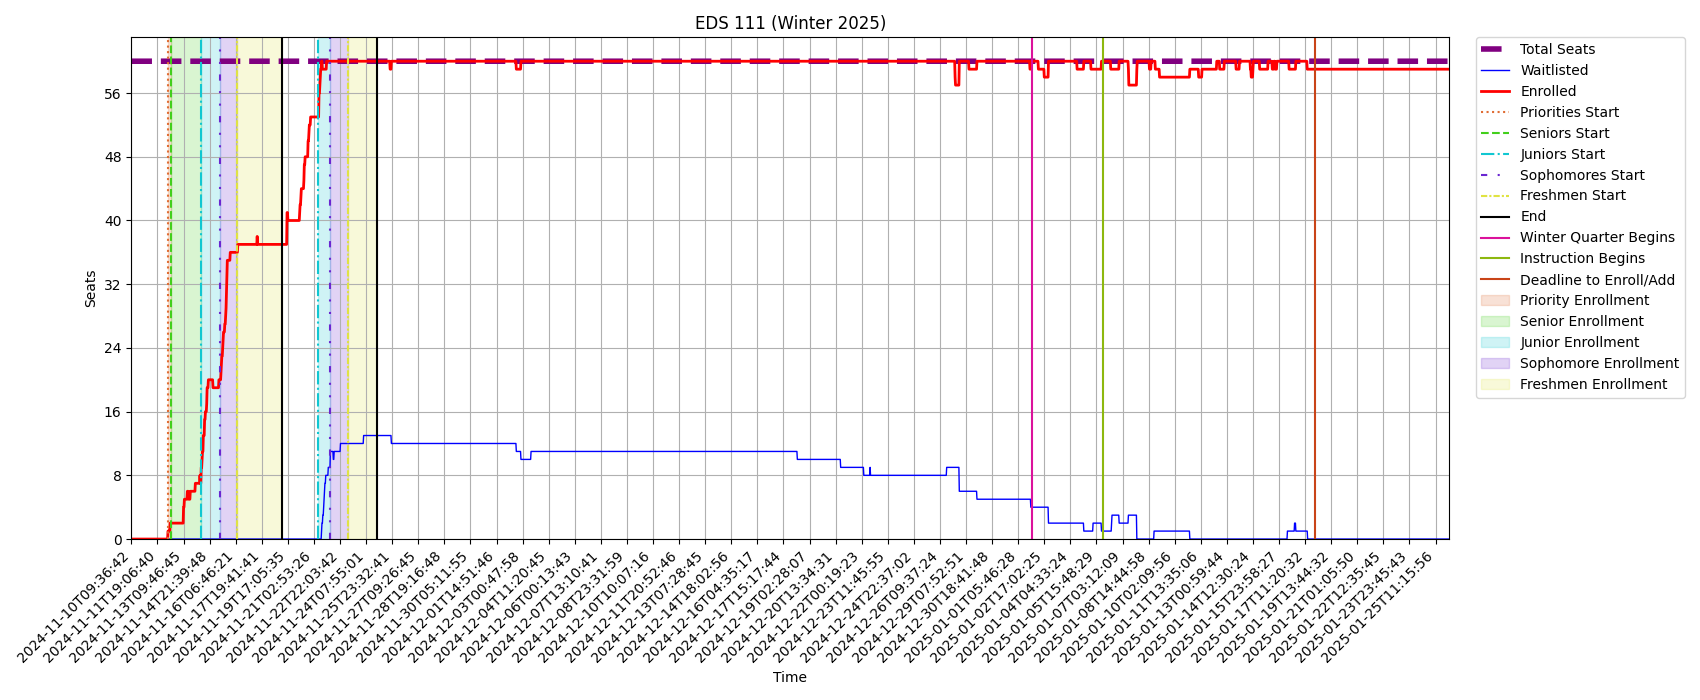 EDS 111 (Winter 2025)
Seats
56
48
40
32
24
16
8
0
2024-11-10T09:36:42
2024-11-11T19:06:40
2024-11-13T09:46:45
2024-11-14T21:39:48
2024-11-16T06:46:21
2024-11-17T19:41:41
2024-11-19T17:05:35
2024-11-21T02:53:26
2024-11-22T22:03:42
2024-11-24T07:55:01
2024-11-25T23:32:41
2024-11-27T09:26:45
2024-11-28T19:16:48
2024-11-30T05:11:55
2024-12-01T14:51:46
2024-12-03T00:47:58
2024-12-04T11:20:45
2024-12-06T00:13:43
2024-12-07T13:10:41
2024-12-08T23:31:59
2024-12-10T10:07:16
2024-12-11T20:52:46
2024-12-13T07:28:45
2024-12-14T18:02:56
2024-12-16T04:35:17
2024-12-17T15:17:44
2024-12-19T02:28:07
2024-12-20T13:34:31
2024-12-22T00:19:23
2024-12-23T11:45:55
2024-12-24T22:37:02
2024-12-26T09:37:24
2024-12-29T07:52:51
2024-12-30T18:41:48
2025-01-01T05:46:28
2025-01-02T17:02:25
2025-01-04T04:33:24
2025-01-05T15:48:29
2025-01-07T03:12:09
2025-01-08T14:44:58
2025-01-10T02:09:56
2025-01-11T13:35:06
2025-01-13T00:59:44
2025-01-14T12:30:24
2025-01-15T23:58:27
2025-01-17T11:20:32
2025-01-19T13:44:32
2025-01-21T01:05:50
2025-01-22T12:35:45
2025-01-23T23:45:43
2025-01-25T11:15:56
Time
Total Seats
Waitlisted
Enrolled
Priorities Start
Seniors Start
Juniors Start
Sophomores Start
Freshmen Start
End
Winter Quarter Begins
Instruction Begins
Deadline to Enroll/Add
Priority Enrollment
Senior Enrollment
Junior Enrollment
Sophomore Enrollment
Freshmen Enrollment